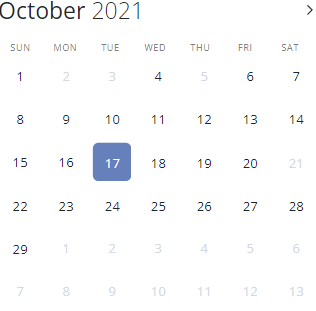 October 2021
SUN MON TUE WED THU FRI SAT
1 2 3 4 5 6 7
8 9 10 11 12 13 14
15 16 17 18 19 20 21
22 23 24 25 26 27 28
29 1 2 3 4 5 6
7 8 9 10 11 12 13